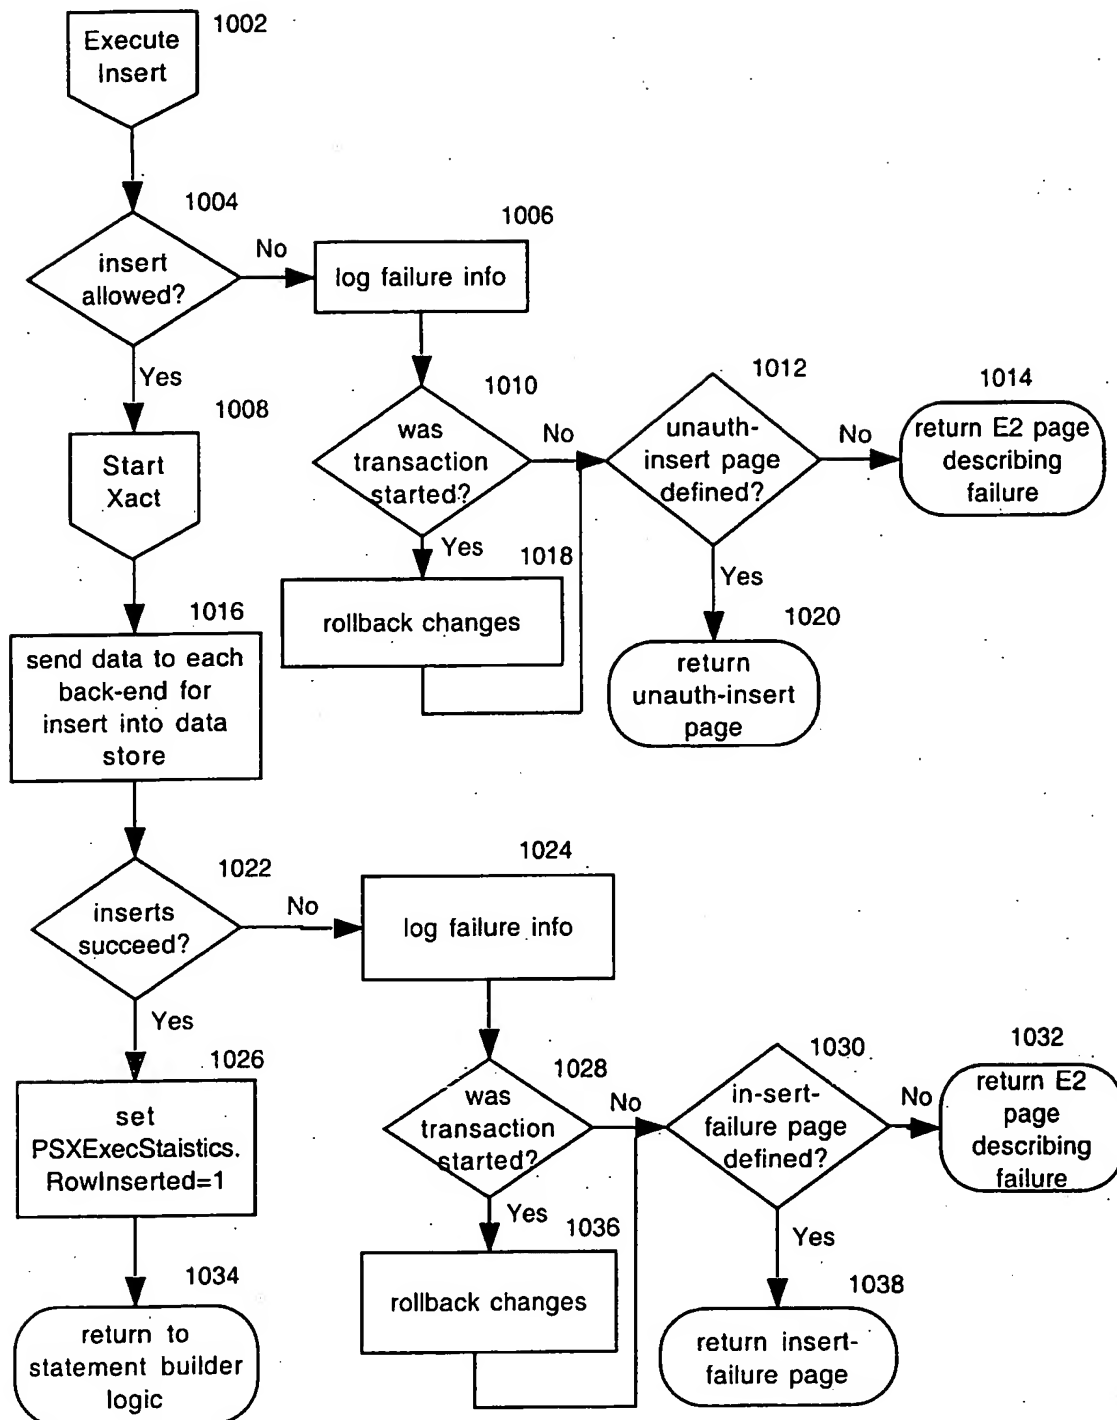 1002
Execute
Insert
1004
insert
allowed?
No
1006
log failure info
Yes
1008
Start
Xact
1010
was
transaction
started?
No
1012
unauth-
insert page
defined?
No
1014
return E2 page
describing
failure
Yes
1018
rollback changes
Yes
1020
return
unauth-insert
page
1016
send data to each
back-end for
insert into data
store
1022
inserts
succeed?
No
1024
log failure info
Yes
1026
set
PSXExecStaistics.
RowInserted=1
1028
was
transaction
started?
No
1030
in-sert-
failure page
defined?
No
1032
return E2
page
describing
failure
Yes
1036
rollback changes
Yes
1038
return insert-
failure page
1034
return to
statement builder
logic